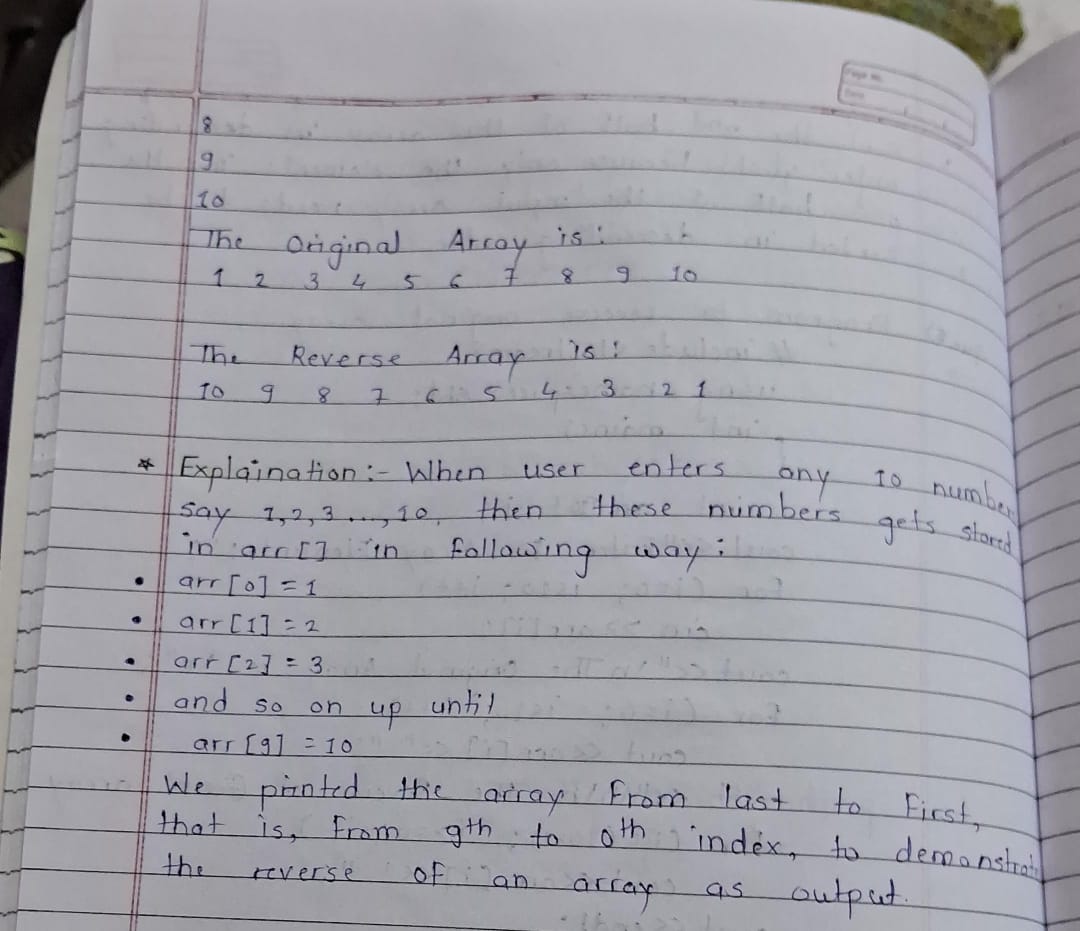 8
9
10
The Original Array is :
1 2 3 4 5 6 7 8 9 10
The Reverse Array is :
10 9 8 7 6 5 4 3 2 1
* Explaination :- When user enters any 10 number
say 1,2,3 ..., 10, then these numbers gets stored
in arr [] in following way :
• arr [0] = 1
• arr [1] = 2
• arr [2] = 3
• and so on up until
• arr [9] = 10
We printed the array from last to first,
that is, from 9th to 0th index, to demonstrat
the reverse of an array as output.